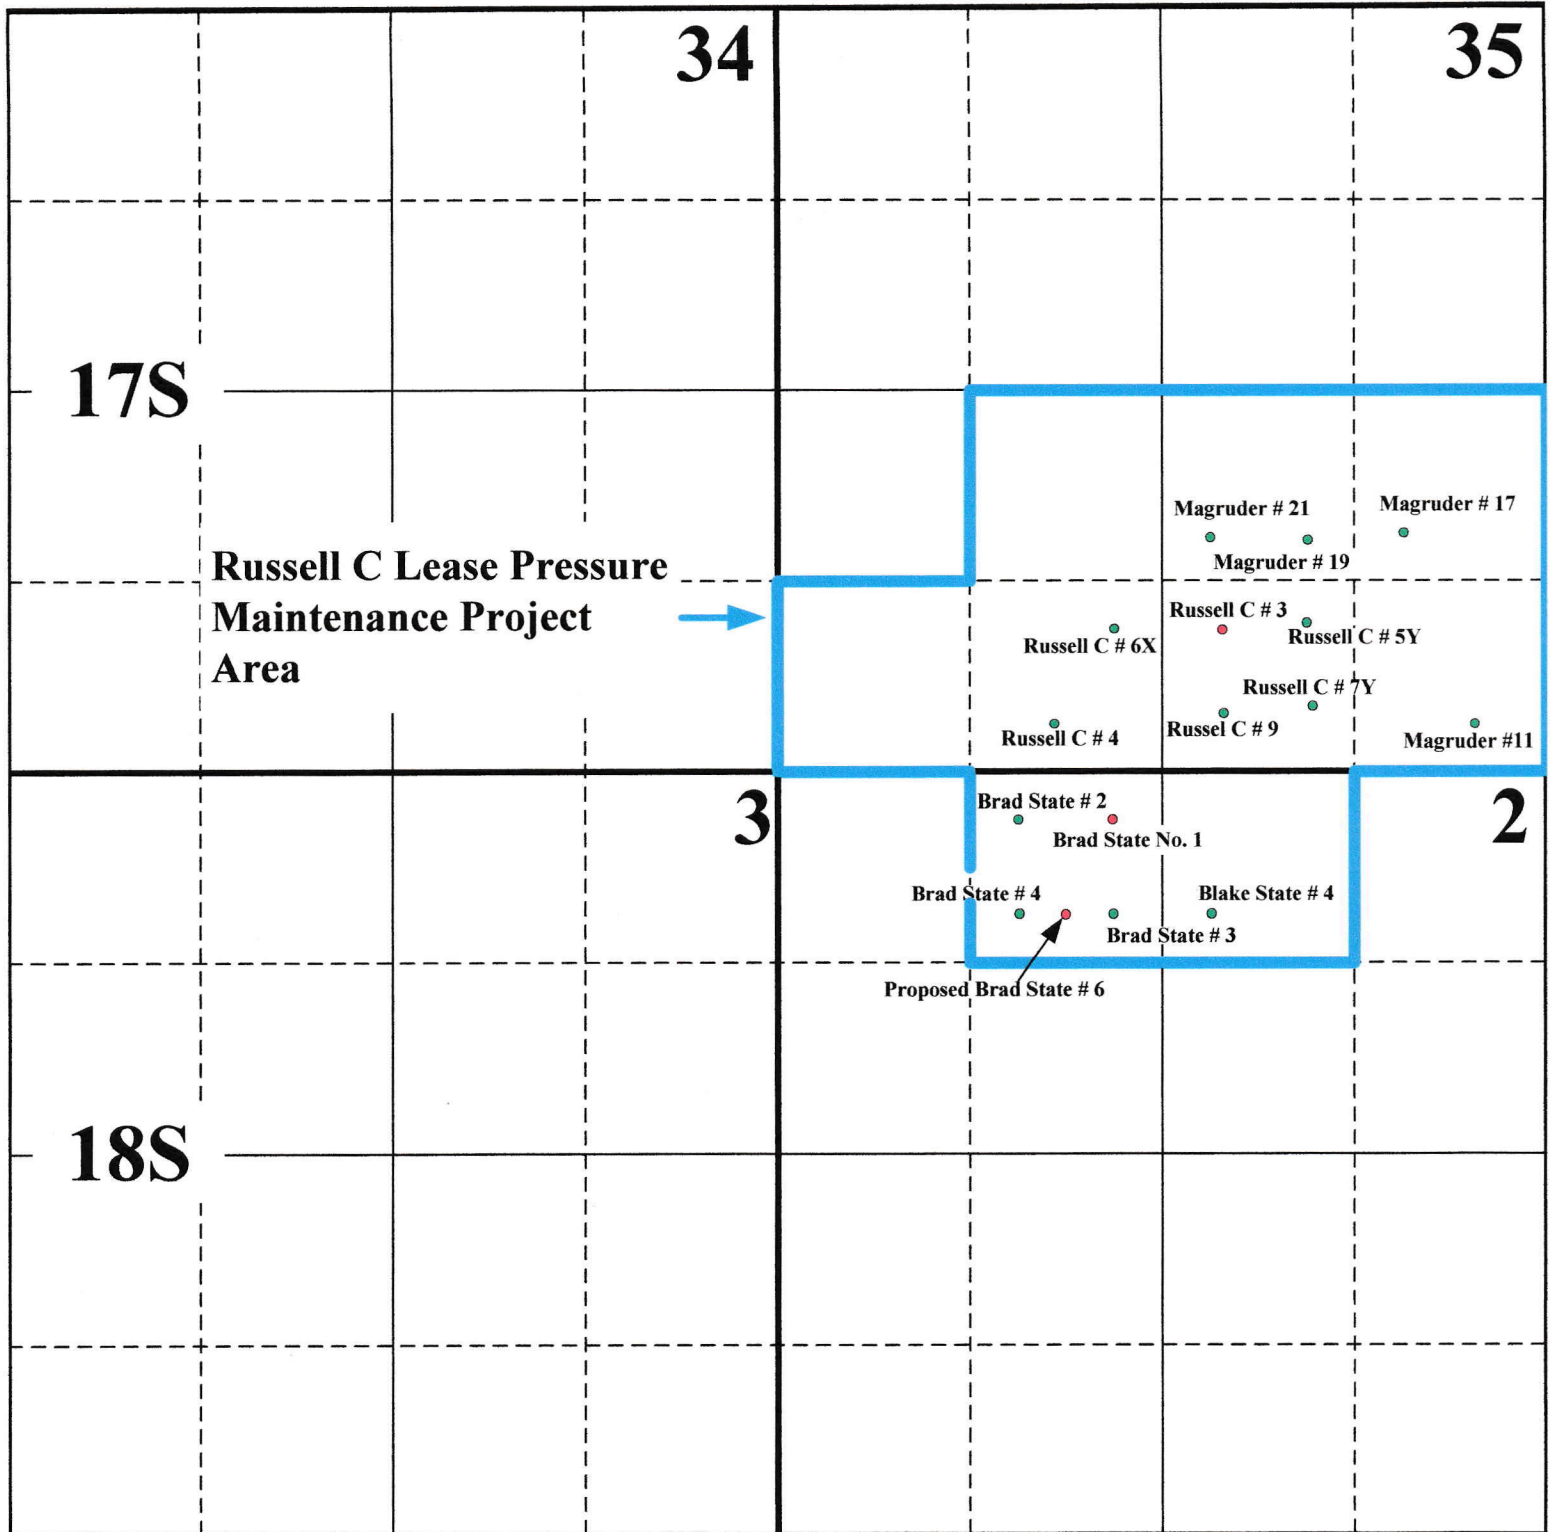 34
35
17S
Magruder # 21
Magruder # 17
Magruder # 19
Russell C Lease Pressure
Maintenance Project
Area
Russell C # 3
Russell C # 6X
Russell C # 5Y
Russell C # 7Y
Russell C # 4
Russel C # 9
Magruder #11
3
2
Brad State # 2
Brad State No. 1
Brad State # 4
Blake State # 4
Brad State # 3
Proposed Brad State # 6
18S